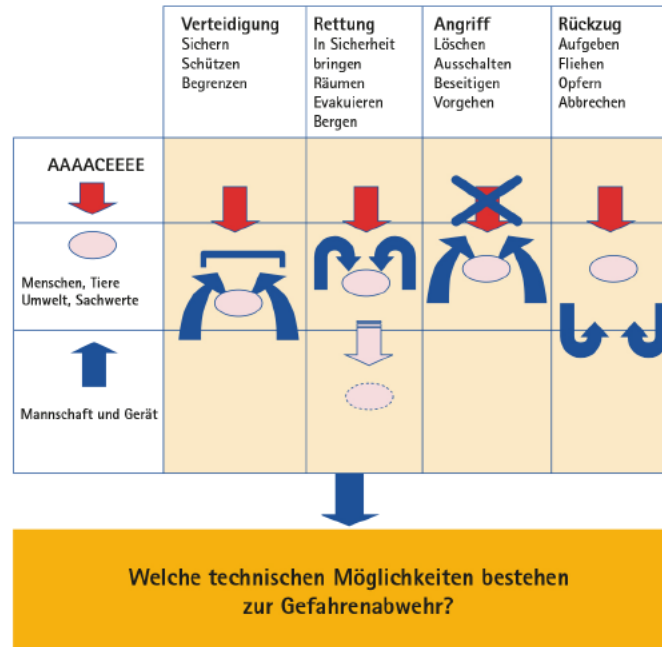 Verteidigung
Sichern
Schützen
Begrenzen
Rettung
In Sicherheit
bringen
Räumen
Evakuieren
Bergen
Angriff
Löschen
Ausschalten
Beseitigen
Vorgehen
Rückzug
Aufgeben
Fliehen
Opfern
Abbrechen
AAAACEEEE
Menschen, Tiere
Umwelt, Sachwerte
Mannschaft und Gerät
Welche technischen Möglichkeiten bestehen
zur Gefahrenabwehr?